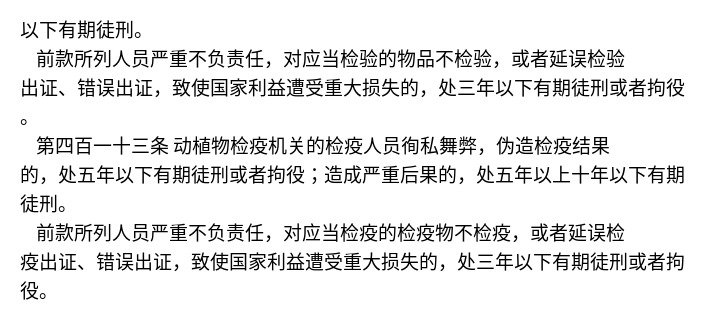 以下有期徒刑。
前款所列人员严重不负责任，对应当检验的物品不检验，或者延误检验
出证、错误出证，致使国家利益遭受重大损失的，处三年以下有期徒刑或者拘役
。
第四百一十三条 动植物检疫机关的检疫人员徇私舞弊，伪造检疫结果
的，处五年以下有期徒刑或者拘役；造成严重后果的，处五年以上十年以下有期
徒刑。
前款所列人员严重不负责任，对应当检疫的检疫物不检疫，或者延误检
疫出证、错误出证，致使国家利益遭受重大损失的，处三年以下有期徒刑或者拘
役。